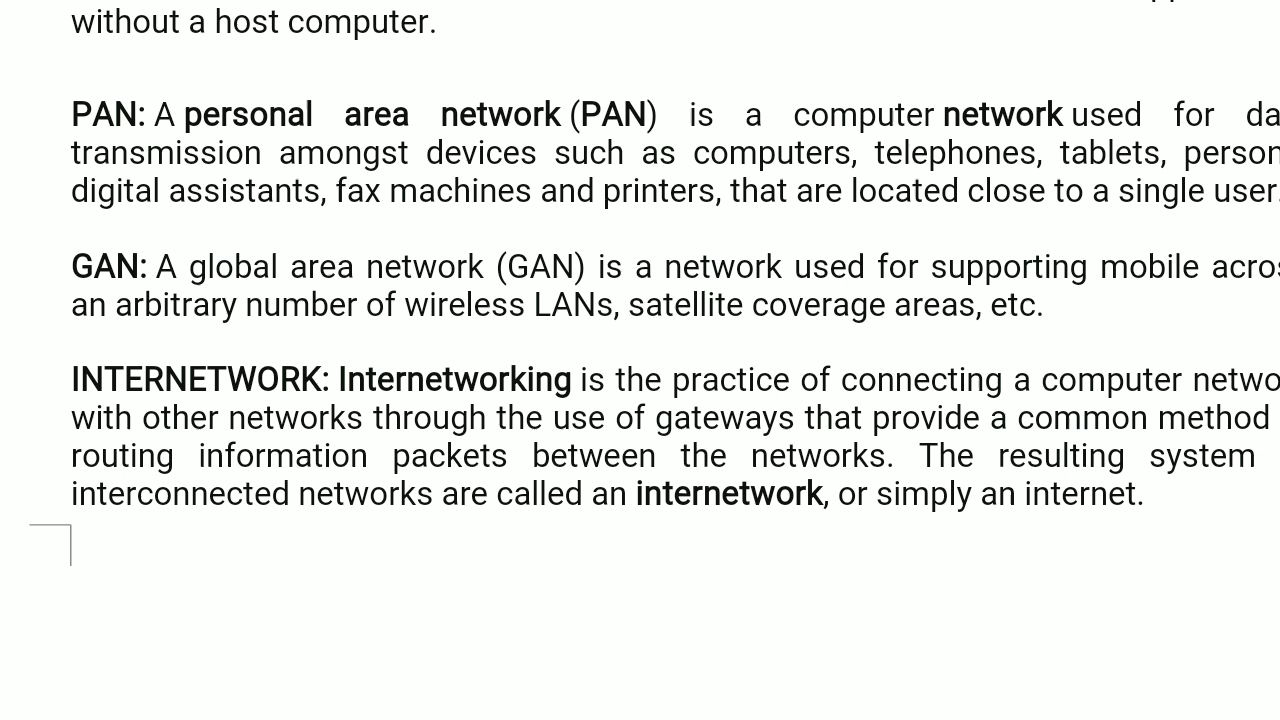 without a host computer.
PAN: A personal area network (PAN) is a computer network used for
transmission amongst devices such as computers, telephones, tablets,
digital assistants, fax machines and printers, that are located close to a single user.
GAN: A global area network (GAN) is a network used for supporting mobile
an arbitrary number of wireless LANs, satellite coverage areas, etc.
INTERNETWORK: Internetworking is the practice of connecting a computer
with other networks through the use of gateways that provide a common method
routing information packets between the networks. The resulting system
interconnected networks are called an internetwork, or simply an internet.